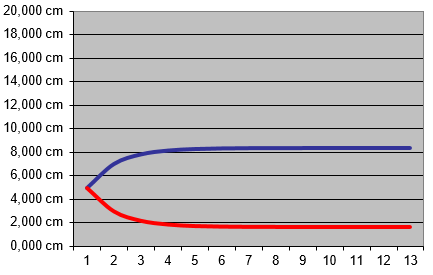 20,000 cm
18,000 cm
16,000 cm
14,000 cm
12,000 cm
10,000 cm
8,000 cm
6,000 cm
4,000 cm
2,000 cm
0,000 cm
1 2 3 4 5 6 7 8 9 10 11 12 13